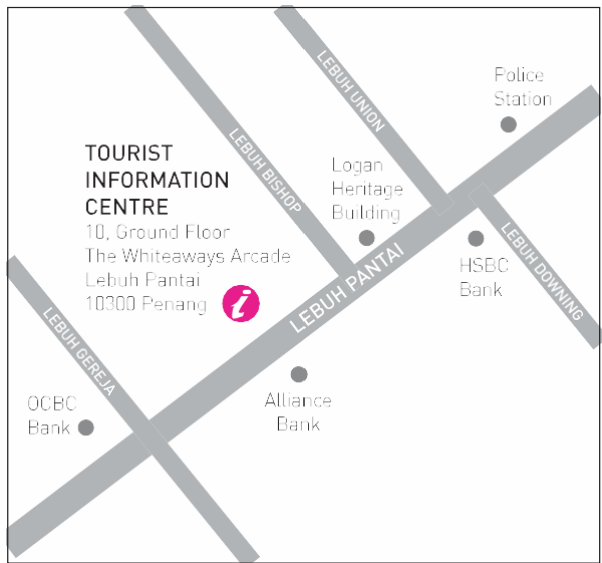 Police
Station
LEBUH UNION
LEBUH BISHOP
TOURIST
INFORMATION
CENTRE
10, Ground Floor
The Whiteaways Arcade
Lebuh Pantai
10300 Penang
i
Logan
Heritage
Building
LEBUH PANTAI
HSBC
Bank
LEBUH DOWNING
LEBUH GEREJA
OCBC
Bank
Alliance
Bank